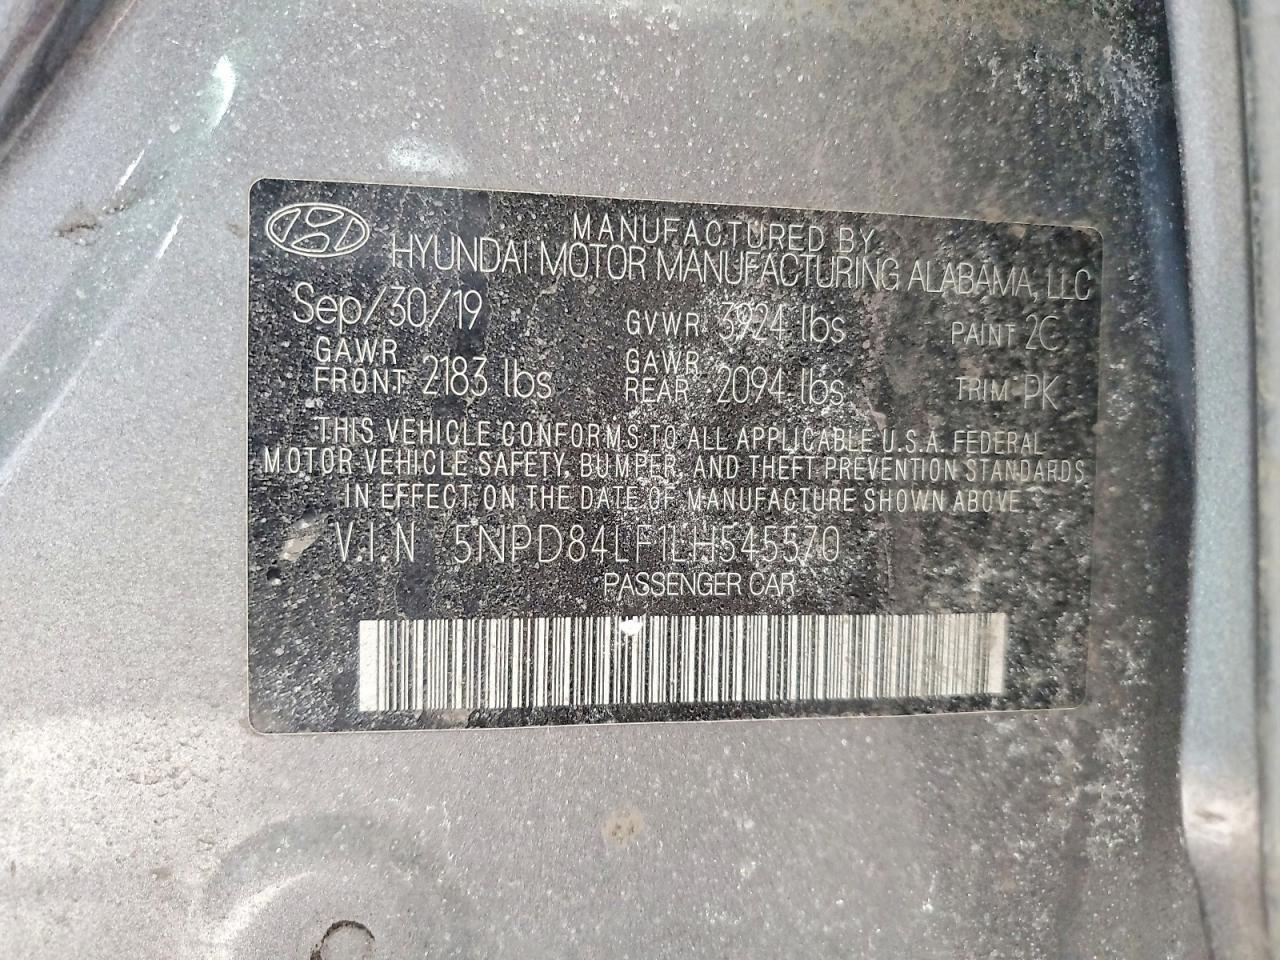 MANUFACTURED BY
HYUNDAI MOTOR MANUFACTURING ALABAMA, LLC
Sep/30/19 GVWR 3924 lbs PAINT 2C
GAWR FRONT 2183 lbs GAWR REAR 2094 lbs TRIM PK
THIS VEHICLE CONFORMS TO ALL APPLICABLE U.S.A. FEDERAL
MOTOR VEHICLE SAFETY, BUMPER, AND THEFT PREVENTION STANDARDS
IN EFFECT ON THE DATE OF MANUFACTURE SHOWN ABOVE
V.I.N 5NPD84LF1LH545570
PASSENGER CAR